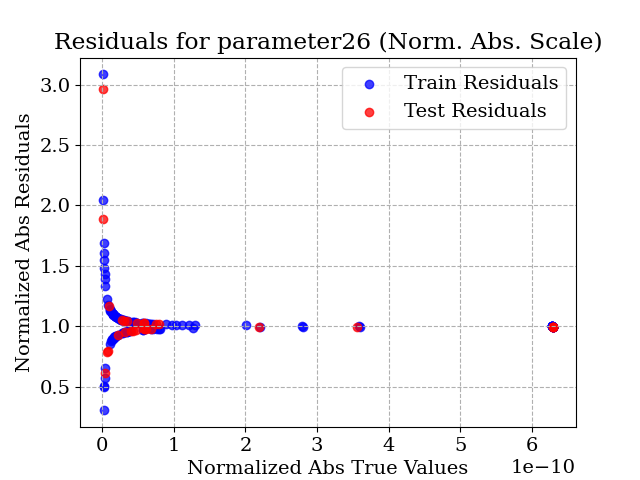 Residuals for parameter26 (Norm. Abs. Scale)
Train Residuals
Test Residuals
Normalized Abs Residuals
3.0
2.5
2.0
1.5
1.0
0.5
0 1 2 3 4 5 6
1e−10
Normalized Abs True Values